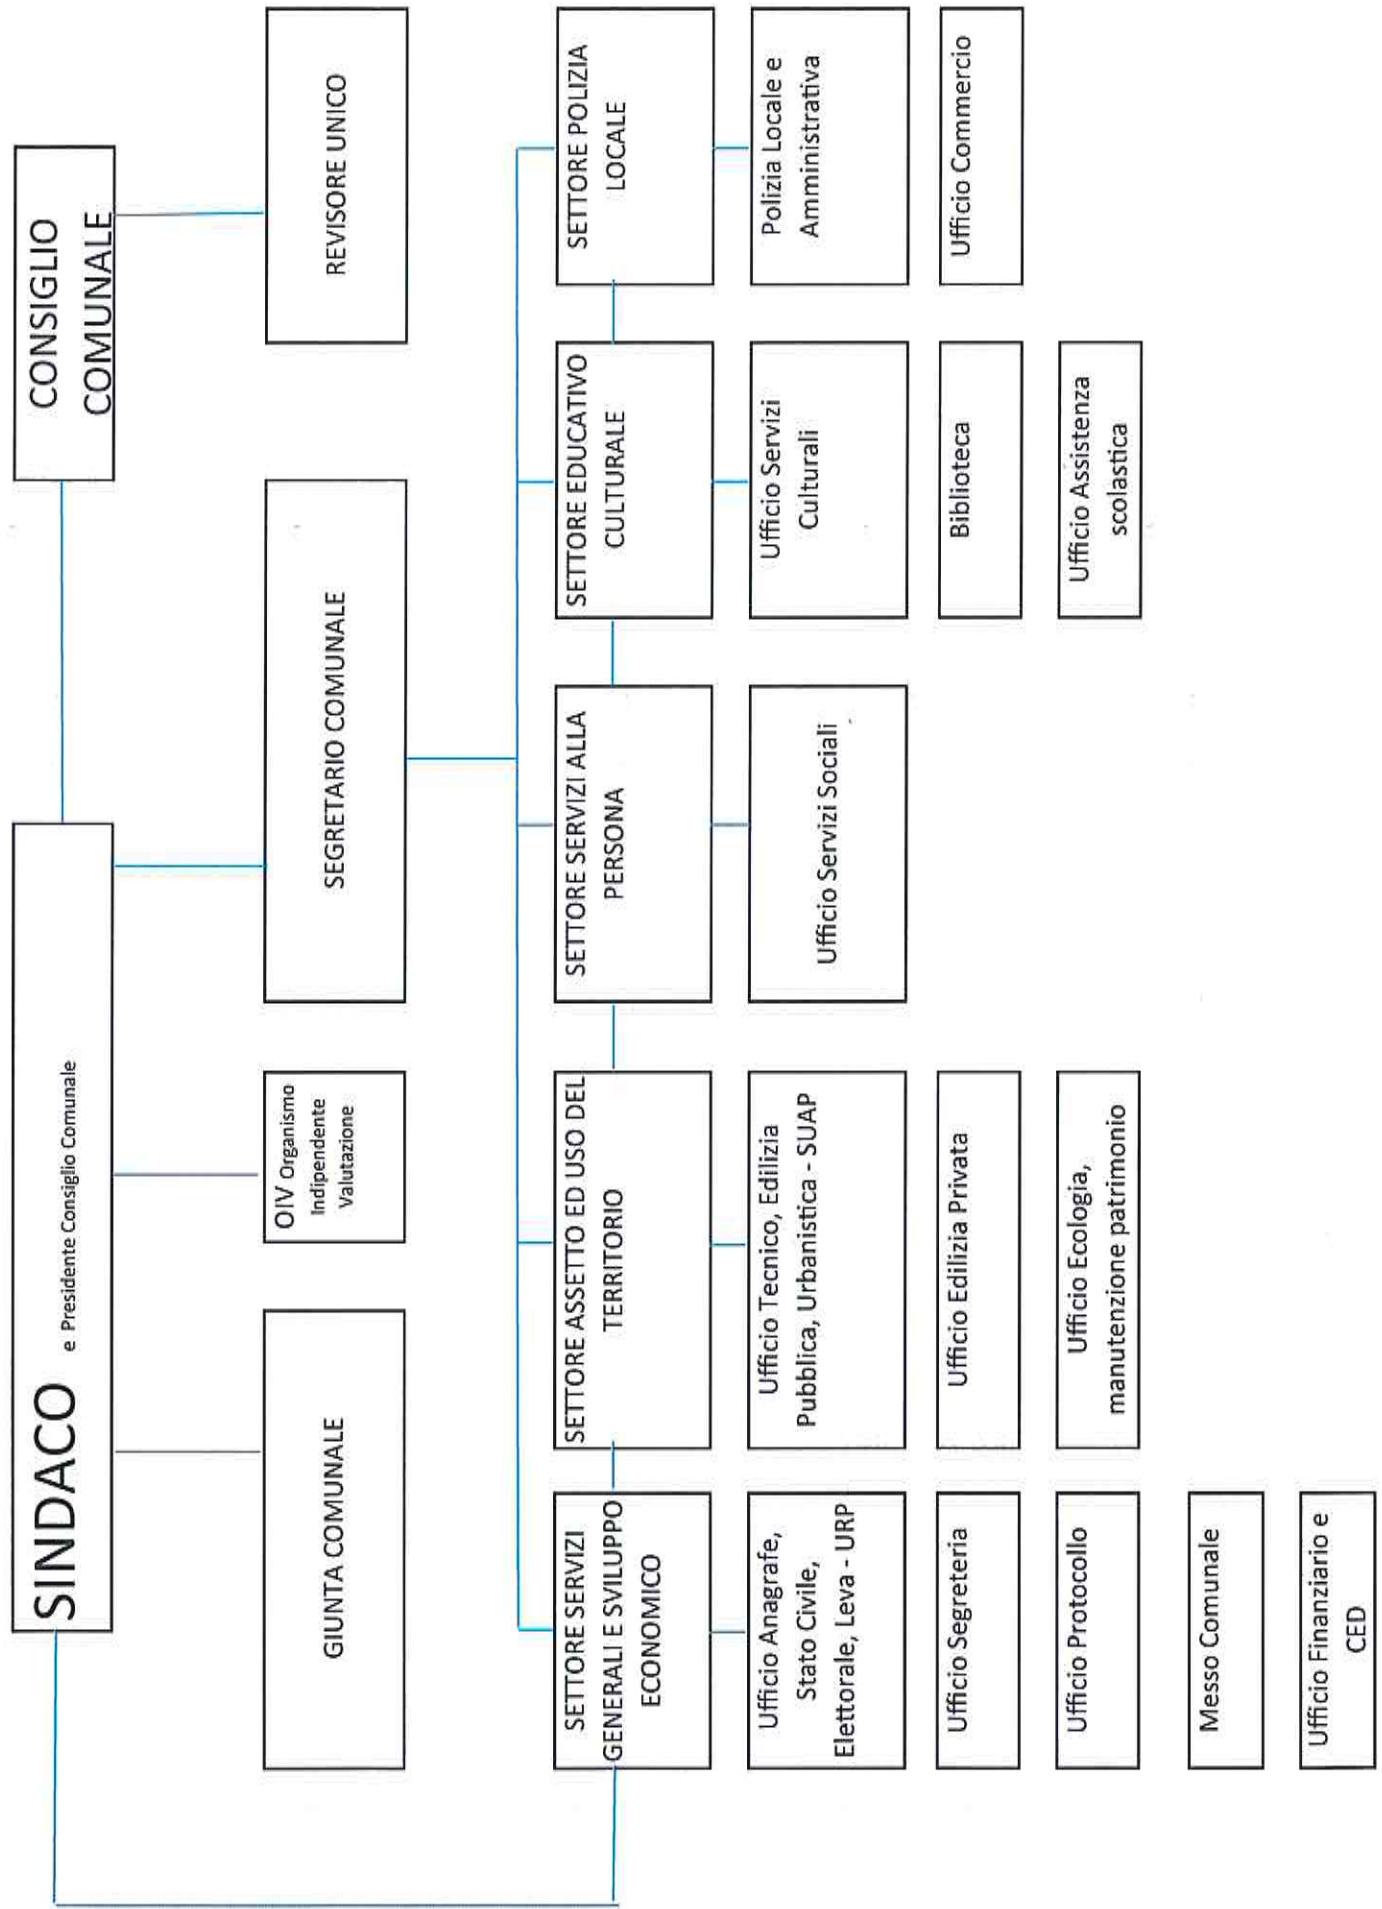 SINDACO e Presidente Consiglio Comunale
CONSIGLIO
COMUNALE
GIUNTA COMUNALE
OIV Organismo
Indipendente
Valutazione
SEGRETARIO COMUNALE
REVISORE UNICO
SETTORE SERVIZI
GENERALI E SVILUPPO
ECONOMICO
SETTORE ASSETTO ED USO DEL
TERRITORIO
SETTORE SERVIZI ALLA
PERSONA
SETTORE EDUCATIVO
CULTURALE
SETTORE POLIZIA
LOCALE
Ufficio Anagrafe,
Stato Civile,
Elettorale, Leva - URP
Ufficio Tecnico, Edilizia
Pubblica, Urbanistica - SUAP
Ufficio Servizi Sociali
Ufficio Servizi
Culturali
Polizia Locale e
Amministrativa
Ufficio Segreteria
Ufficio Edilizia Privata
Biblioteca
Ufficio Commercio
Ufficio Protocollo
Ufficio Ecologia,
manutenzione patrimonio
Ufficio Assistenza
scolastica
Messo Comunale
Ufficio Finanziario e
CED